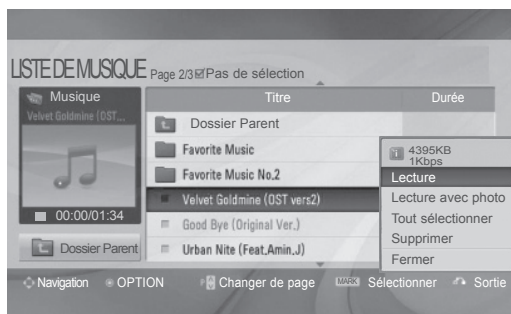 LISTE DE MUSIQUE Page 2/3 Pas de sélection
Musique
Velvet Goldmine (OST...
00:00/01:34
Dossier Parent
Titre Durée
Dossier Parent
Favorite Music
Favorite Music No.2
Velvet Goldmine (OST vers2)
Good Bye (Original Ver.)
Urban Nite (Feat.Amin.J)
4395KB
1Kbps
Lecture
Lecture avec photo
Tout sélectionner
Supprimer
Fermer
Navigation OPTION P Changer de page MARK Sélectionner Sortie